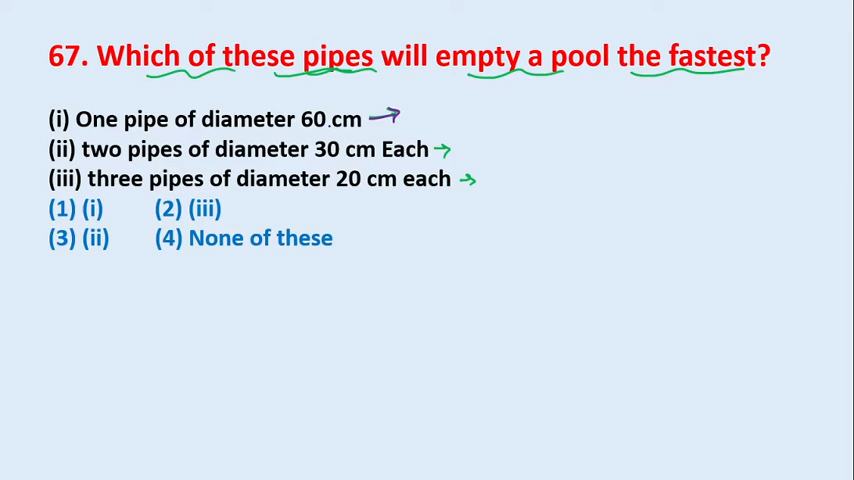 67. Which of these pipes will empty a pool the fastest?
(i) One pipe of diameter 60.cm
(ii) two pipes of diameter 30 cm Each
(iii) three pipes of diameter 20 cm each
(1) (i) (2) (iii)
(3) (ii) (4) None of these